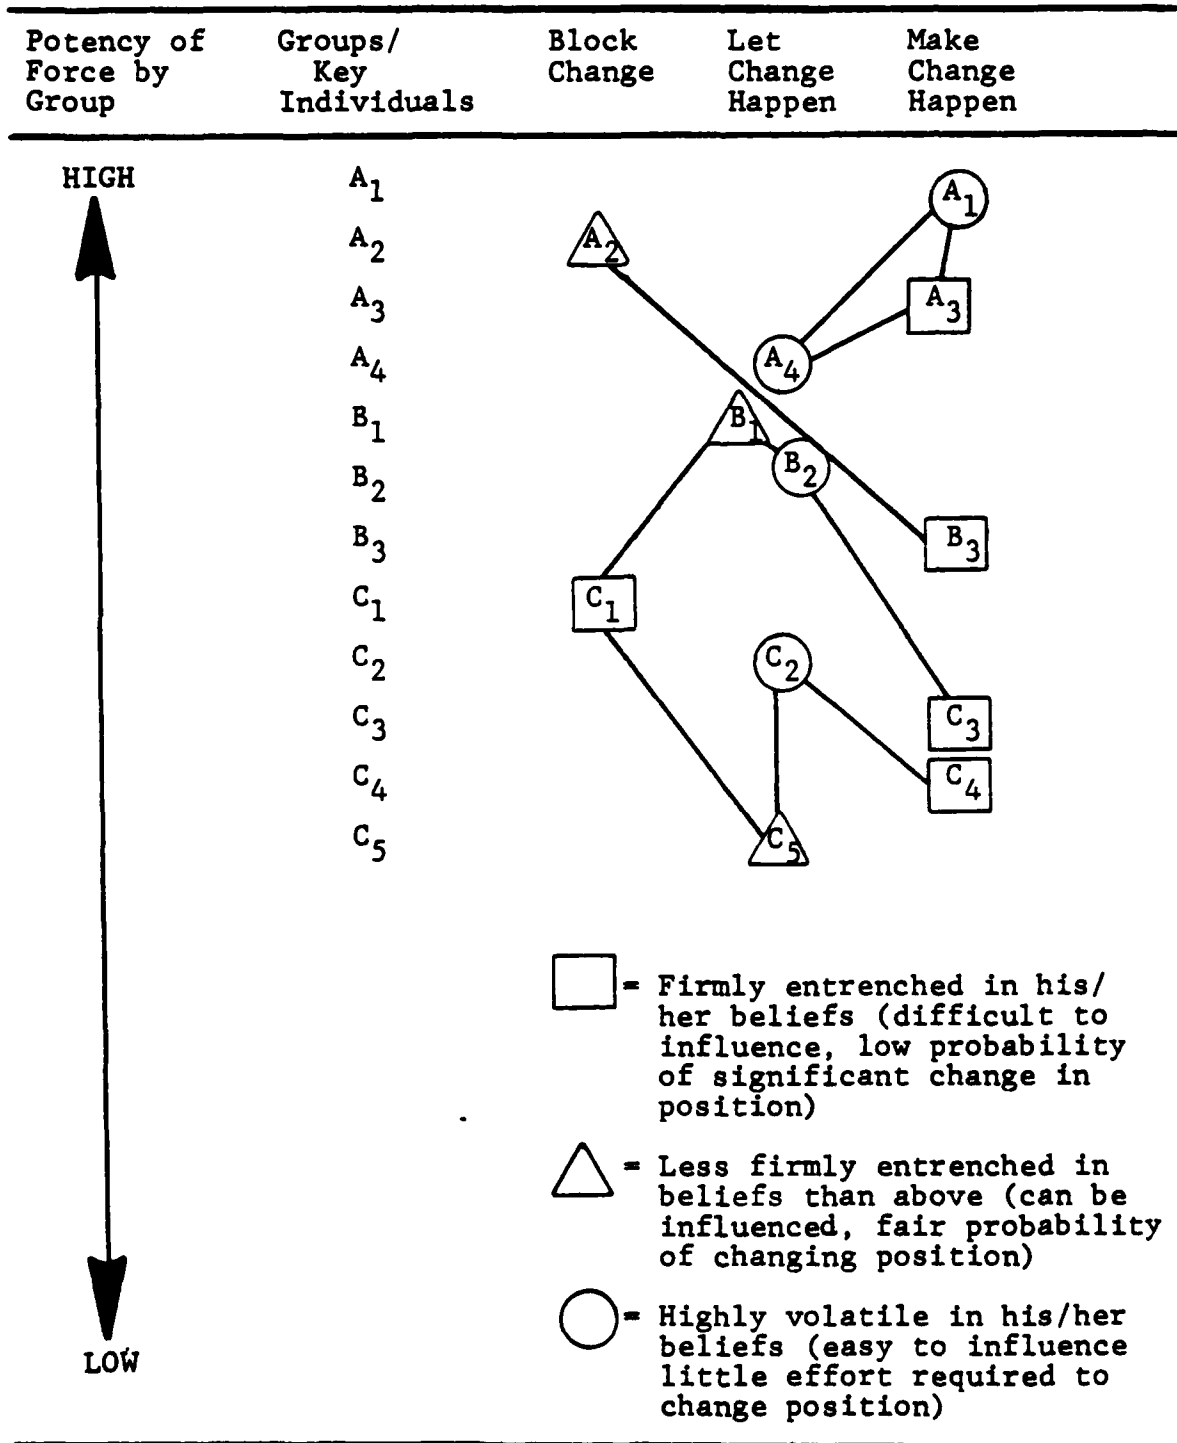 Potency of Force by Group
Groups/ Key Individuals
Block Change
Let Change Happen
Make Change Happen
HIGH
A1
A2
A3
A4
B1
B2
B3
C1
C2
C3
C4
C5
LOW
A1
A2
A3
A4
B1
B2
B3
C1
C2
C3
C4
C5
= Firmly entrenched in his/
her beliefs (difficult to
influence, low probability
of significant change in
position)
= Less firmly entrenched in
beliefs than above (can be
influenced, fair probability
of changing position)
= Highly volatile in his/her
beliefs (easy to influence
little effort required to
change position)